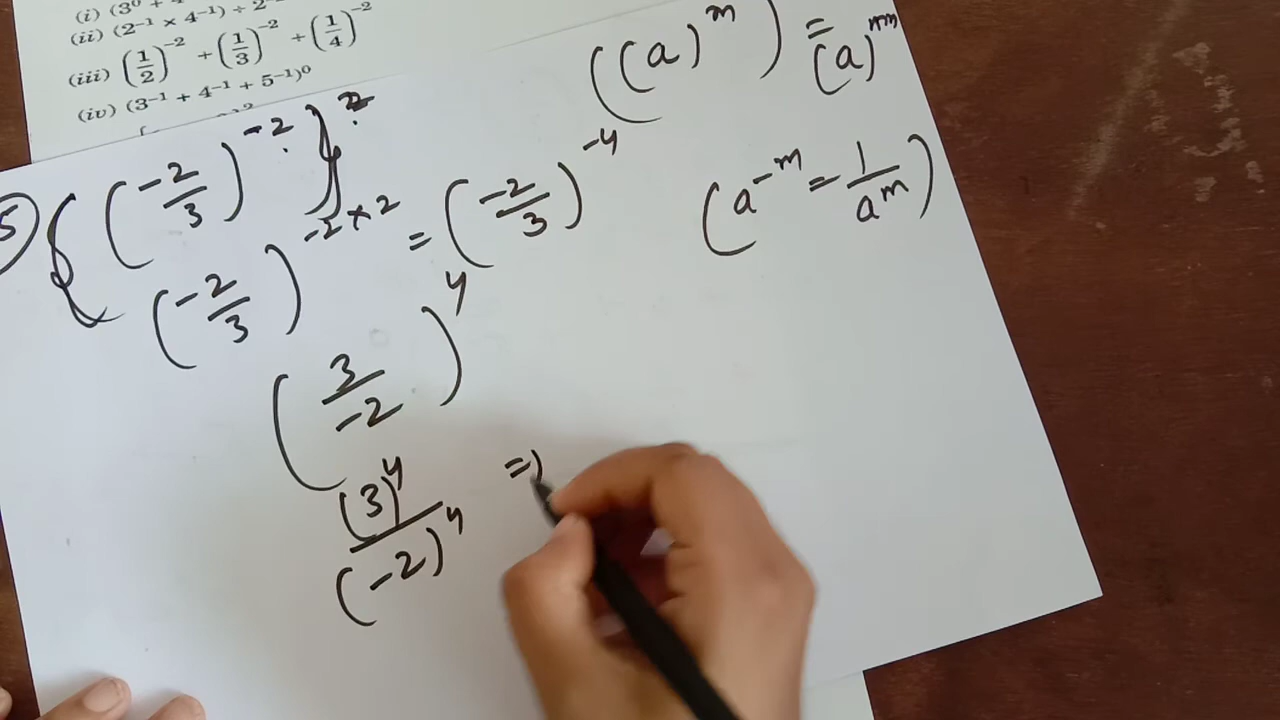 (i) (3⁰ + 4
(ii) (2⁻¹ × 4⁻¹) ÷ 2⁻
(iii) (1/2)⁻² + (1/3)⁻² + (1/4)⁻²
(iv) (3⁻¹ + 4⁻¹ + 5⁻¹)⁰
((a)ᵐ) = (a)ⁿᵐ
5 {(-2/3)⁻²}²
(-2/3)⁻²ˣ² = (-2/3)⁻⁴
(a⁻ᵐ = 1/aᵐ)
(3/-2)⁴
(3)⁴/(-2)⁴ =)